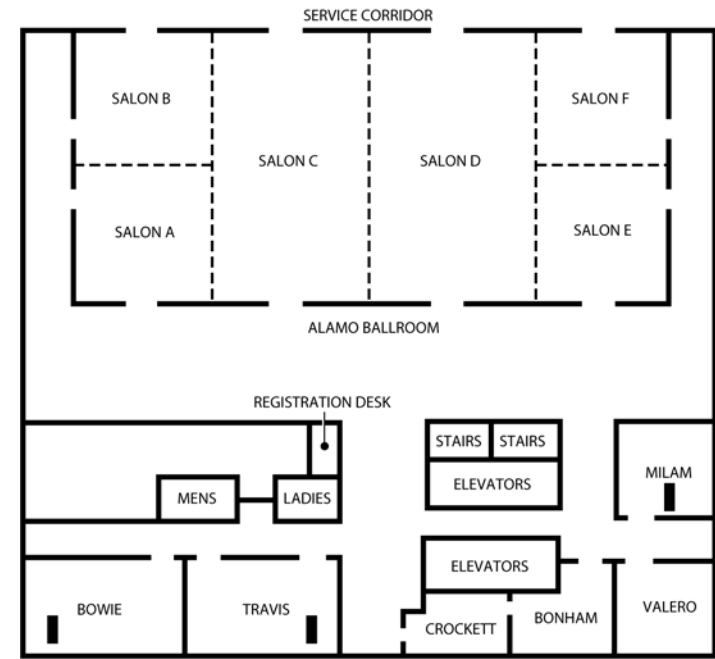 SERVICE CORRIDOR
SALON B
SALON F
SALON C
SALON D
SALON A
SALON E
ALAMO BALLROOM
REGISTRATION DESK
STAIRS
STAIRS
MILAM
ELEVATORS
MENS
LADIES
ELEVATORS
BOWIE
TRAVIS
VALERO
BONHAM
CROCKETT